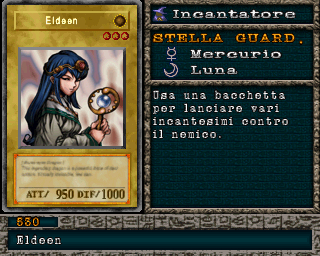 Eldeen
ATT/ 950 DIF/1000
Incantatore
STELLA GUARD.
Mercurio
Luna
Usa una bacchetta
per lanciare vari
incantesimi contro
il nemico.
530
Eldeen